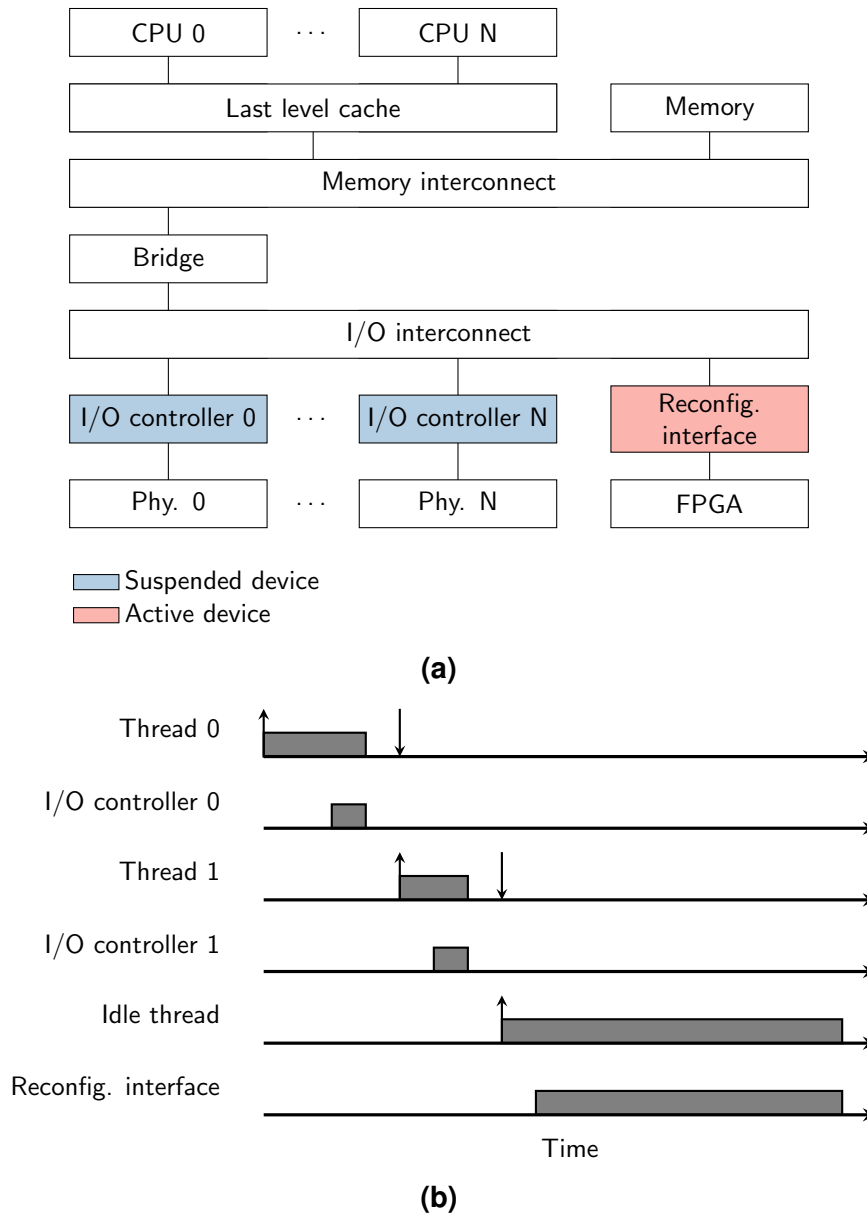 CPU 0 · · · CPU N
Last level cache Memory
Memory interconnect
Bridge
I/O interconnect
I/O controller 0 · · · I/O controller N Reconfig.
interface
Phy. 0 · · · Phy. N FPGA
Suspended device
Active device
(a)
Thread 0
I/O controller 0
Thread 1
I/O controller 1
Idle thread
Reconfig. interface
Time
(b)